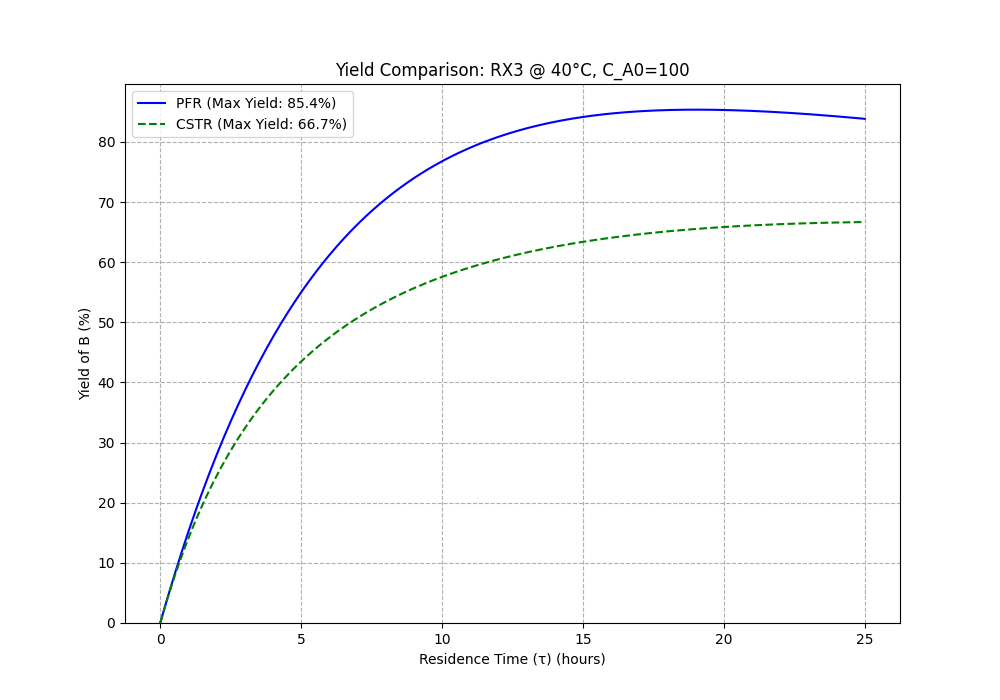 Yield Comparison: RX3 @ 40°C, C_A0=100
PFR (Max Yield: 85.4%)
CSTR (Max Yield: 66.7%)
80
70
60
50
40
30
20
10
0
Yield of B (%)
0 5 10 15 20 25
Residence Time (τ) (hours)